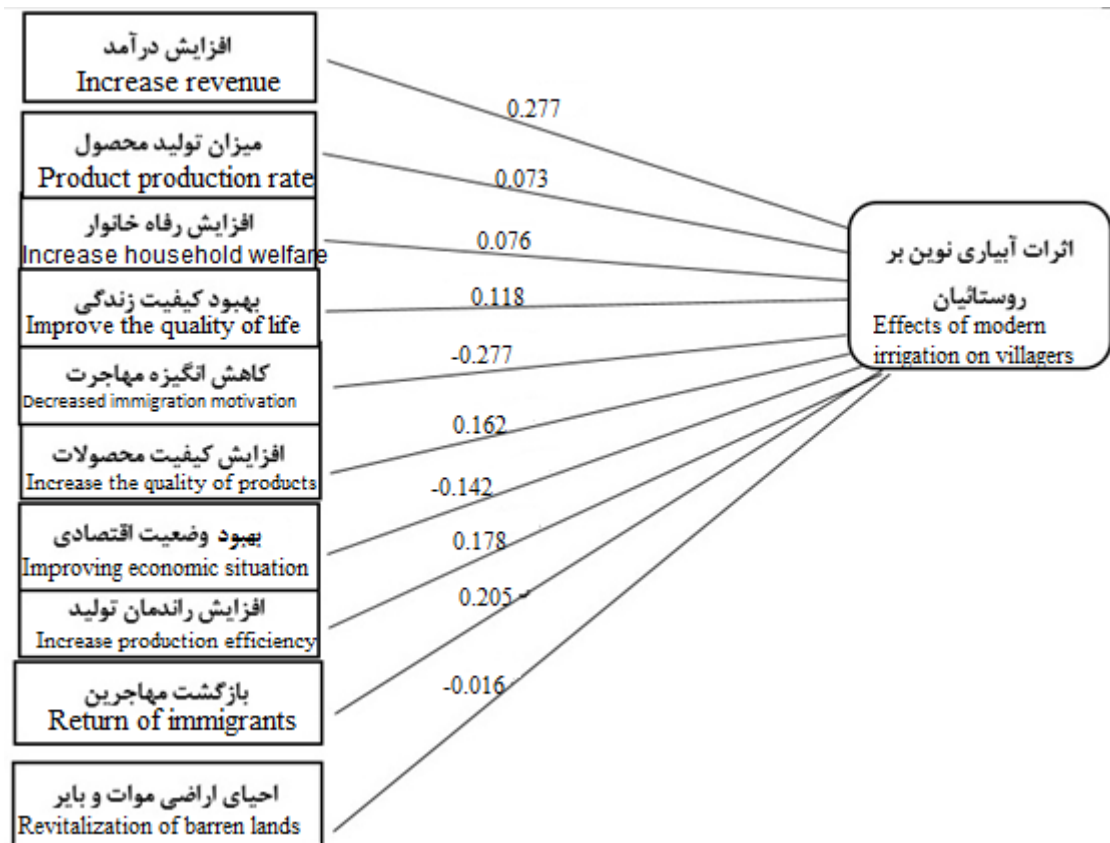 افزایش درآمد
Increase revenue
0.277
میزان تولید محصول
Product production rate
0.073
افزایش رفاه خانوار
Increase household welfare
0.076
بهبود کیفیت زندگی
Improve the quality of life
0.118
کاهش انگیزه مهاجرت
Decreased immigration motivation
-0.277
افزایش کیفیت محصولات
Increase the quality of products
0.162
بهبود وضعیت اقتصادی
Improving economic situation
-0.142
افزایش راندمان تولید
Increase production efficiency
0.178
بازگشت مهاجرین
Return of immigrants
0.205
احیای اراضی موات و بایر
Revitalization of barren lands
-0.016
اثرات آبیاری نوین بر
روستائیان
Effects of modern
irrigation on villagers